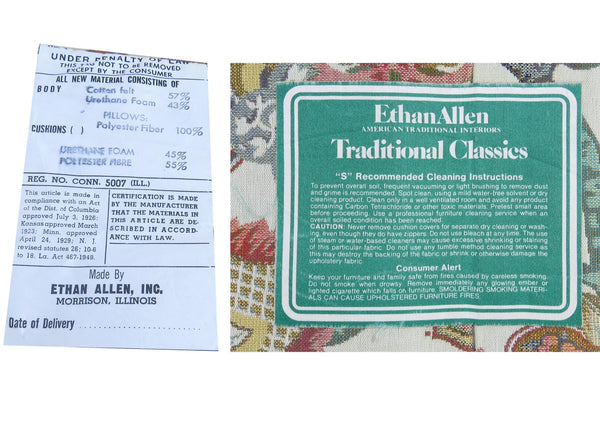 UNDER PENALTY OF LAW
THIS TAG NOT TO BE REMOVED
EXCEPT BY THE CONSUMER
ALL NEW MATERIAL CONSISTING OF
BODY Cotton felt 57%
Urethane Foam 43%
PILLOWS:
CUSHIONS ( ) Polyester Fiber 100%
URETHANE FOAM 45%
POLYESTER FIBRE 55%
REG. NO. CONN. 5007 (ILL.)
This article is made in
compliance with an Act
of the Dist. of Columbia
approved July 3, 1926;
Kansas approved March
1923; Minn. approved
April 24, 1929; N. J.
revised statutes 26; 10-6
to 18. La. Act 467-1948.
CERTIFICATION IS MADE
BY THE MANUFACTURER
THAT THE MATERIALS IN
THIS ARTICLE ARE DE-
SCRIBED IN ACCORD-
ANCE WITH LAW.
Made By
ETHAN ALLEN, INC.
MORRISON, ILLINOIS
Date of Delivery
EthanAllen
AMERICAN TRADITIONAL INTERIORS
Traditional Classics
"S" Recommended Cleaning Instructions
To prevent overall soil, frequent vacuuming or light brushing to remove dust
and grime is recommended. Spot clean, using a mild water-free solvent or dry
cleaning product. Clean only in a well ventilated room and avoid any product
containing Carbon Tetrachloride or other toxic materials. Pretest small area
before proceeding. Use a professional furniture cleaning service when an
overall soiled condition has been reached.
CAUTION: Never remove cushion covers for separate dry cleaning or wash-
ing, even though they do have zippers. Do not use bleach at any time. The use
of steam or water-based cleaners may cause excessive shrinking or staining
of this particular fabric. Do not use any tumble method cleaning service as
this may destroy the backing of the fabric or shrink or otherwise damage the
upholstery fabric.
Consumer Alert
Keep your furniture and family safe from fires caused by careless smoking.
Do not smoke when drowsy. Remove immediately any glowing ember or
lighted cigarette which falls on furniture. SMOLDERING SMOKING MATERI-
ALS CAN CAUSE UPHOLSTERED FURNITURE FIRES.